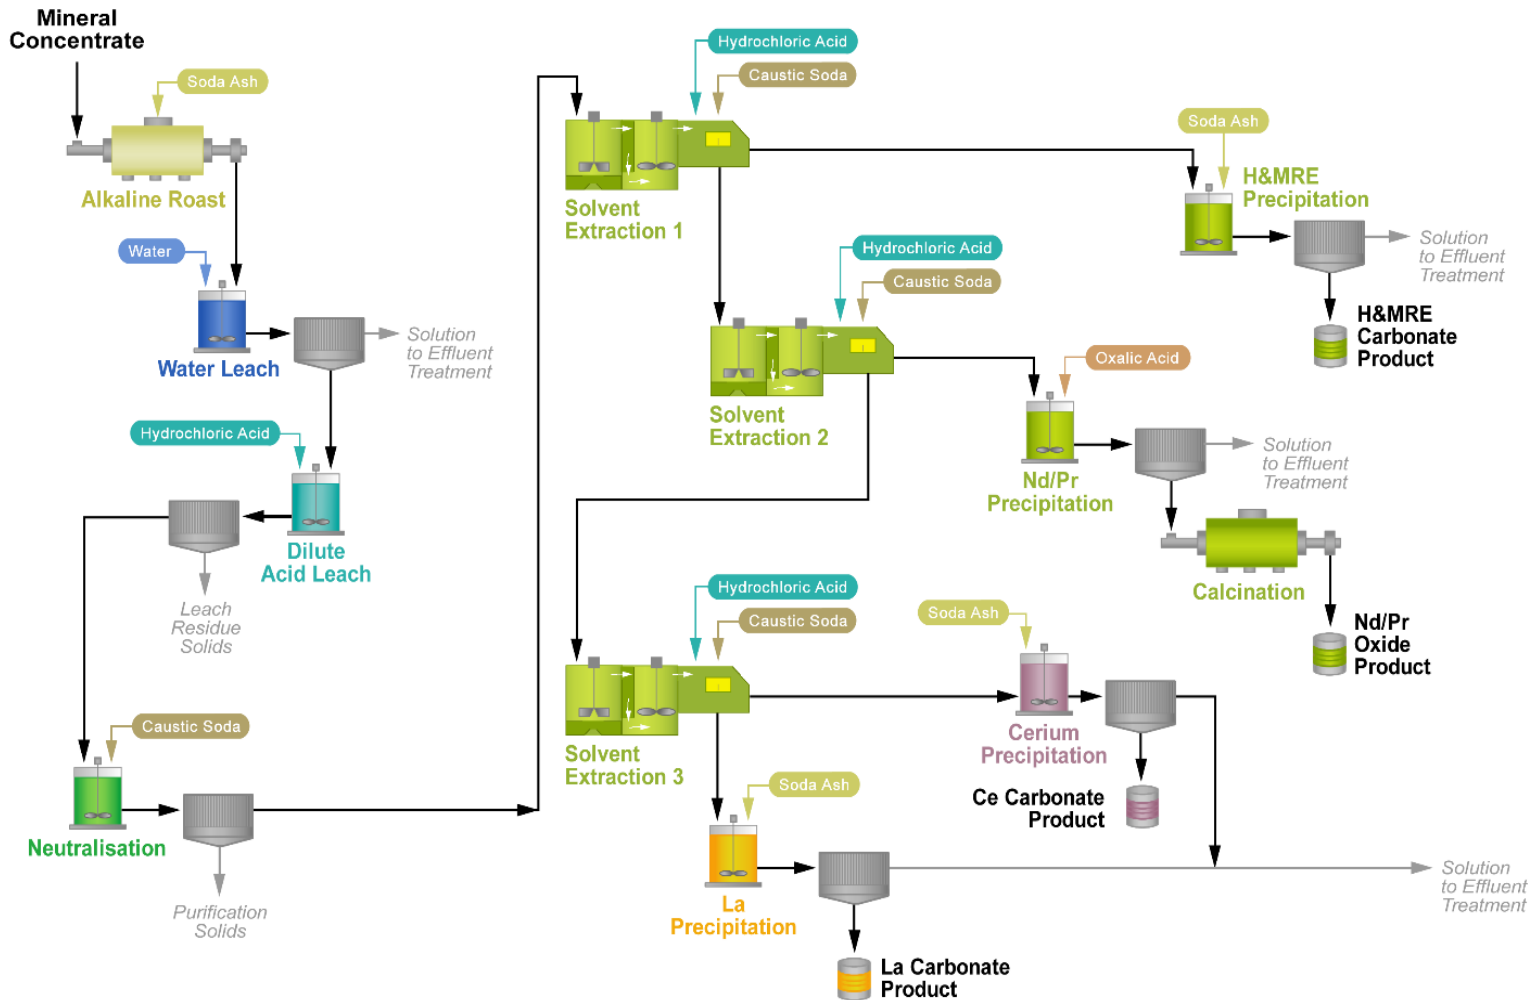 Mineral
Concentrate
Soda Ash
Alkaline Roast
Water
Water Leach
Solution
to Effluent
Treatment
Hydrochloric Acid
Dilute
Acid Leach
Leach
Residue
Solids
Caustic Soda
Neutralisation
Purification
Solids
Hydrochloric Acid
Caustic Soda
Solvent
Extraction 1
Soda Ash
H&MRE
Precipitation
Solution
to Effluent
Treatment
H&MRE
Carbonate
Product
Hydrochloric Acid
Caustic Soda
Solvent
Extraction 2
Oxalic Acid
Nd/Pr
Precipitation
Solution
to Effluent
Treatment
Calcination
Nd/Pr
Oxide
Product
Hydrochloric Acid
Caustic Soda
Solvent
Extraction 3
Soda Ash
Cerium
Precipitation
Ce Carbonate
Product
Soda Ash
La
Precipitation
Solution
to Effluent
Treatment
La Carbonate
Product